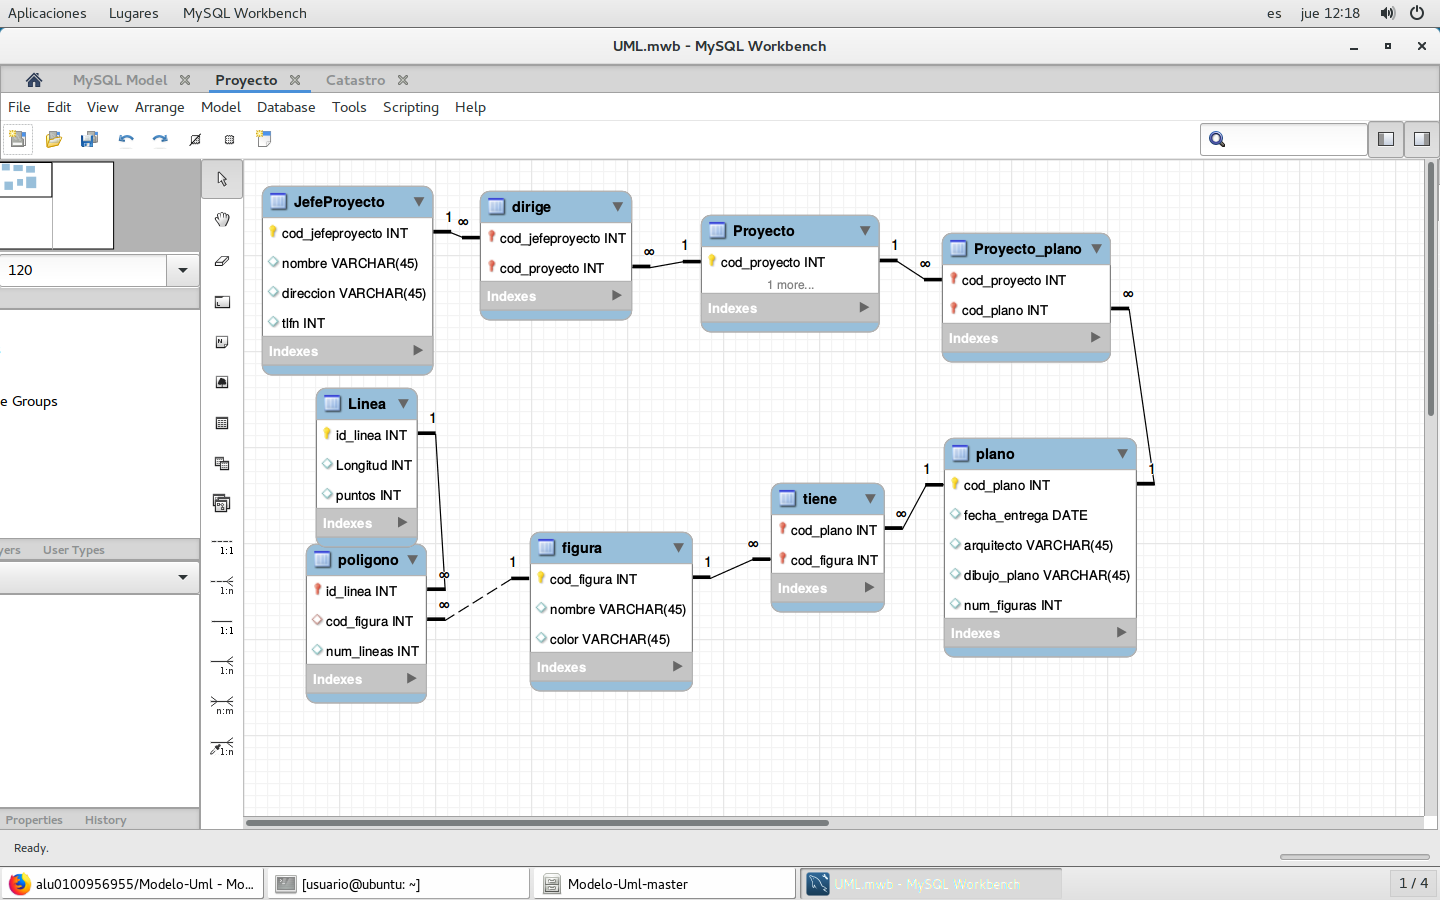 Aplicaciones Lugares MySQL Workbench es jue 12:18
UML.mwb - MySQL Workbench
MySQL Model Proyecto Catastro
File Edit View Arrange Model Database Tools Scripting Help
120
e Groups
yers User Types
Properties History
1:1
1:n
1:1
1:n
n:m
1:n
JefeProyecto
cod_jefeproyecto INT
nombre VARCHAR(45)
direccion VARCHAR(45)
tlfn INT
Indexes
1 ∞
dirige
cod_jefeproyecto INT
cod_proyecto INT
Indexes
∞ 1
Proyecto
cod_proyecto INT
1 more...
Indexes
1 ∞
Proyecto_plano
cod_proyecto INT
cod_plano INT
Indexes
∞
1
Linea
id_linea INT
Longitud INT
puntos INT
Indexes
1
∞
poligono
id_linea INT
cod_figura INT
num_lineas INT
Indexes
∞ 1
figura
cod_figura INT
nombre VARCHAR(45)
color VARCHAR(45)
Indexes
1 ∞
tiene
cod_plano INT
cod_figura INT
Indexes
∞ 1
plano
cod_plano INT
fecha_entrega DATE
arquitecto VARCHAR(45)
dibujo_plano VARCHAR(45)
num_figuras INT
Indexes
Ready.
alu0100956955/Modelo-Uml - Mo... [usuario@ubuntu: ~] Modelo-Uml-master UML.mwb - MySQL Workbench 1 / 4